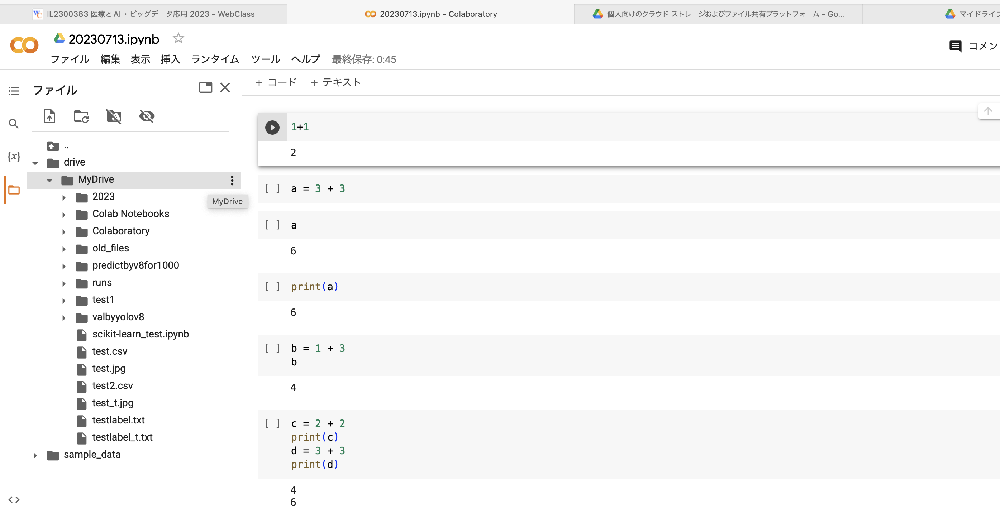 IL2300383 医療とAI・ビッグデータ応用 2023 - WebClass
20230713.ipynb - Colaboratory
個人向けのクラウド ストレージおよびファイル共有プラットフォーム - Go...
マイドライブ
20230713.ipynb
ファイル 編集 表示 挿入 ランタイム ツール ヘルプ 最終保存: 0:45
コメン
ファイル
+ コード + テキスト
{x}
..
drive
MyDrive
2023
MyDrive
Colab Notebooks
Colaboratory
old_files
predictbyv8for1000
runs
test1
valbyyolov8
scikit-learn_test.ipynb
test.csv
test.jpg
test2.csv
test_t.jpg
testlabel.txt
testlabel_t.txt
sample_data
1+1
2
[ ] a = 3 + 3
[ ] a
6
[ ] print(a)
6
[ ] b = 1 + 3
b
4
[ ] c = 2 + 2
print(c)
d = 3 + 3
print(d)
4
6